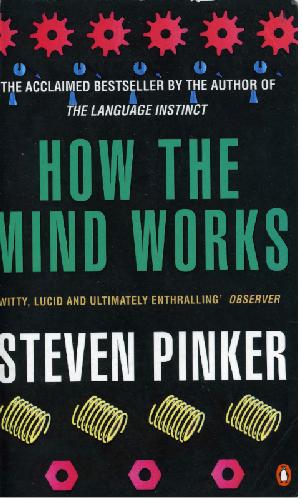 THE ACCLAIMED BESTSELLER BY THE AUTHOR OF
THE LANGUAGE INSTINCT
HOW THE
MIND WORKS
WITTY, LUCID AND ULTIMATELY ENTHRALLING' OBSERVER
STEVEN PINKER